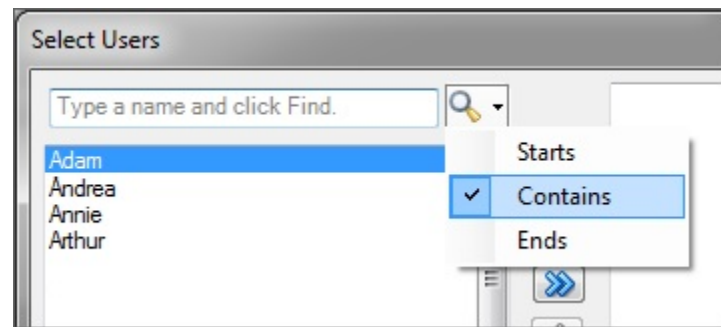 Select Users
Type a name and click Find.
Adam
Andrea
Annie
Arthur
Starts
Contains
Ends